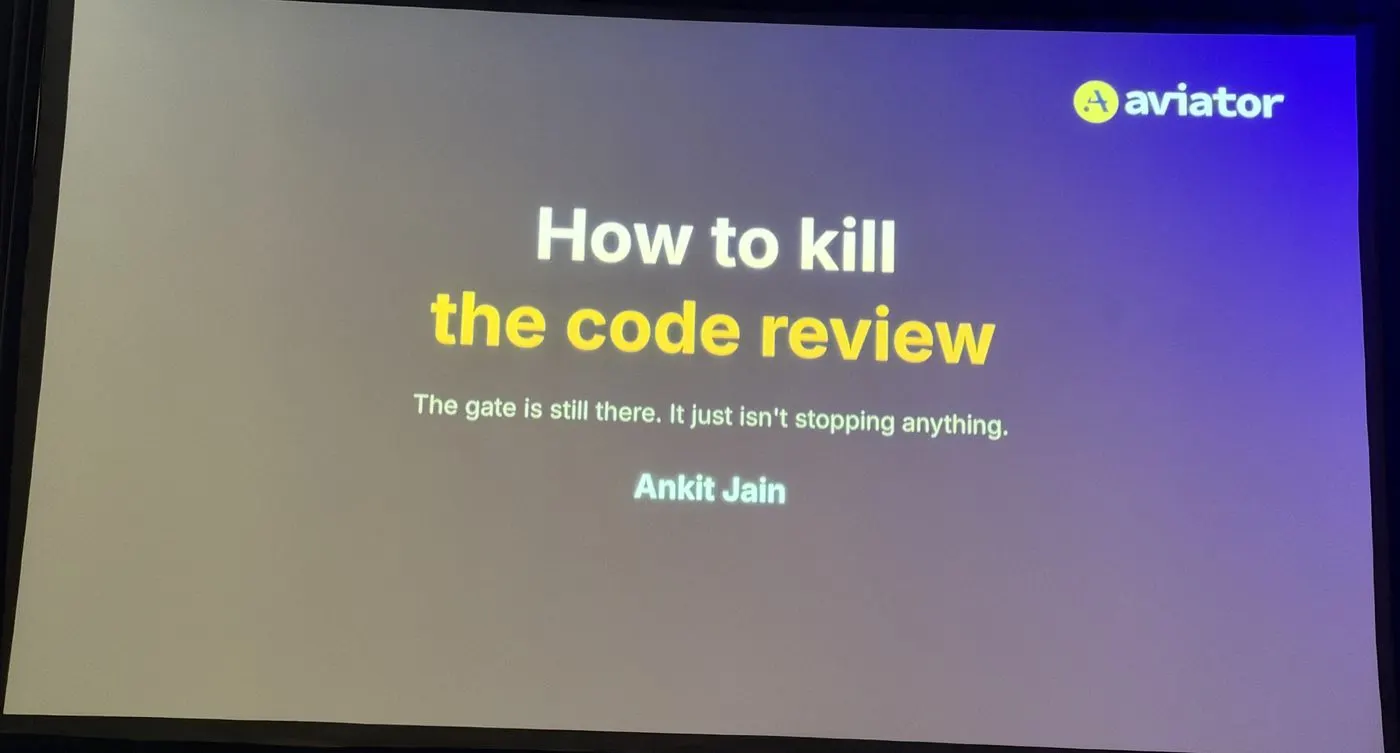 aviator
How to kill
the code review
The gate is still there. It just isn't stopping anything.
Ankit Jain